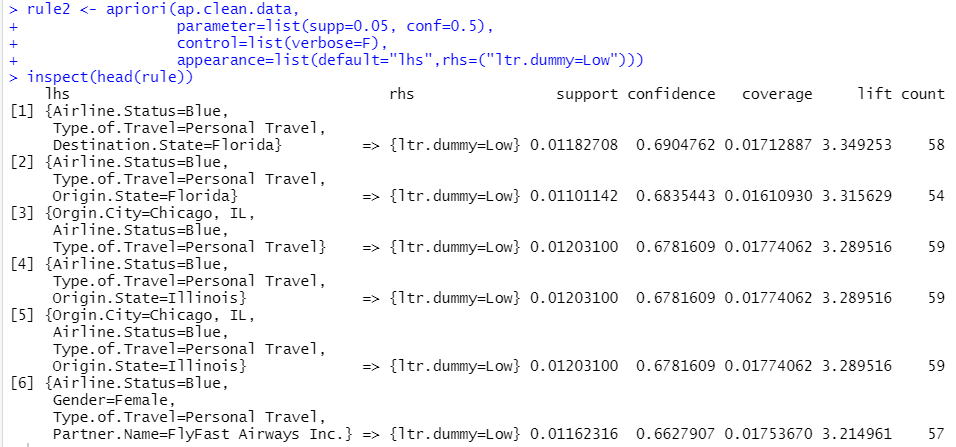 > rule2 <- apriori(ap.clean.data,
+                  parameter=list(supp=0.05, conf=0.5),
+                  control=list(verbose=F),
+                  appearance=list(default="lhs",rhs=("ltr.dummy=Low")))
> inspect(head(rule))
    lhs                                   rhs                support confidence   coverage     lift count
[1] {Airline.Status=Blue,
     Type.of.Travel=Personal Travel,
     Destination.State=Florida}        => {ltr.dummy=Low} 0.01182708  0.6904762 0.01712887 3.349253    58
[2] {Airline.Status=Blue,
     Type.of.Travel=Personal Travel,
     Origin.State=Florida}             => {ltr.dummy=Low} 0.01101142  0.6835443 0.01610930 3.315629    54
[3] {Orgin.City=Chicago, IL,
     Airline.Status=Blue,
     Type.of.Travel=Personal Travel}   => {ltr.dummy=Low} 0.01203100  0.6781609 0.01774062 3.289516    59
[4] {Airline.Status=Blue,
     Type.of.Travel=Personal Travel,
     Origin.State=Illinois}            => {ltr.dummy=Low} 0.01203100  0.6781609 0.01774062 3.289516    59
[5] {Orgin.City=Chicago, IL,
     Airline.Status=Blue,
     Type.of.Travel=Personal Travel,
     Origin.State=Illinois}            => {ltr.dummy=Low} 0.01203100  0.6781609 0.01774062 3.289516    59
[6] {Airline.Status=Blue,
     Gender=Female,
     Type.of.Travel=Personal Travel,
     Partner.Name=FlyFast Airways Inc.} => {ltr.dummy=Low} 0.01162316  0.6627907 0.01753670 3.214961    57